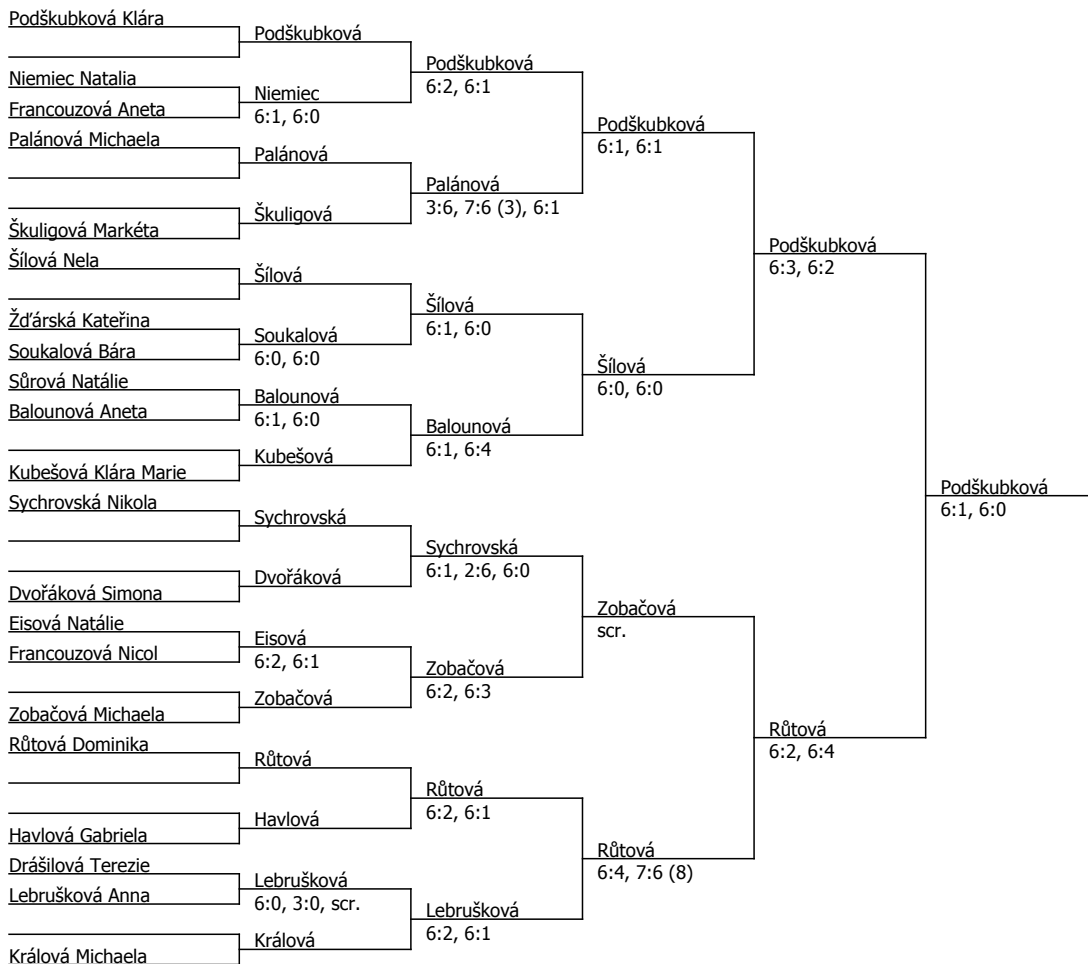 Podškubková Klára
Podškubková
Podškubková
6:2, 6:1
Niemiec Natalia
Niemiec
6:1, 6:0
Francouzová Aneta
Podškubková
6:1, 6:1
Palánová Michaela
Palánová
Palánová
3:6, 7:6 (3), 6:1
Škuligová
Škuligová Markéta
Podškubková
6:3, 6:2
Šílová Nela
Šílová
Šílová
6:1, 6:0
Žďárská Kateřina
Soukalová
6:0, 6:0
Soukalová Bára
Šílová
6:0, 6:0
Sůrová Natálie
Balounová
6:1, 6:0
Balounová Aneta
Balounová
6:1, 6:4
Kubešová
Kubešová Klára Marie
Podškubková
6:1, 6:0
Sychrovská Nikola
Sychrovská
Sychrovská
6:1, 2:6, 6:0
Dvořáková
Dvořáková Simona
Zobačová
scr.
Eisová Natálie
Eisová
6:2, 6:1
Francouzová Nicol
Zobačová
6:2, 6:3
Zobačová
Zobačová Michaela
Růtová
6:2, 6:4
Růtová Dominika
Růtová
Růtová
6:2, 6:1
Havlová
Havlová Gabriela
Růtová
6:4, 7:6 (8)
Drášilová Terezie
Lebrušková
6:0, 3:0, scr.
Lebrušková Anna
Lebrušková
6:2, 6:1
Králová
Králová Michaela